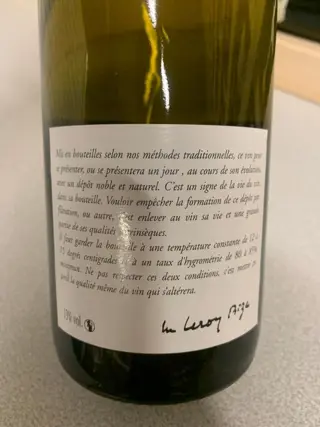 Mis en bouteilles selon nos méthodes traditionnelles, ce vin peut
se présenter, ou se présentera un jour , au cours de son évolution,
avec un dépôt noble et naturel. C'est un signe de la vie du vin
dans sa bouteille. Vouloir empêcher la formation de ce dépôt par
filtration, ou autre, c'est enlever au vin sa vie et une grande
partie de ses qualités intrinsèques.
Il faut garder la bouteille à une température constante de 12 à
degrés centigrades et à un taux d'hygrométrie de 80 à
minimum. Ne pas respecter ces deux conditions, c'est mettre en
péril la qualité même du vin qui s'altérera.
13% vol.
Leroy